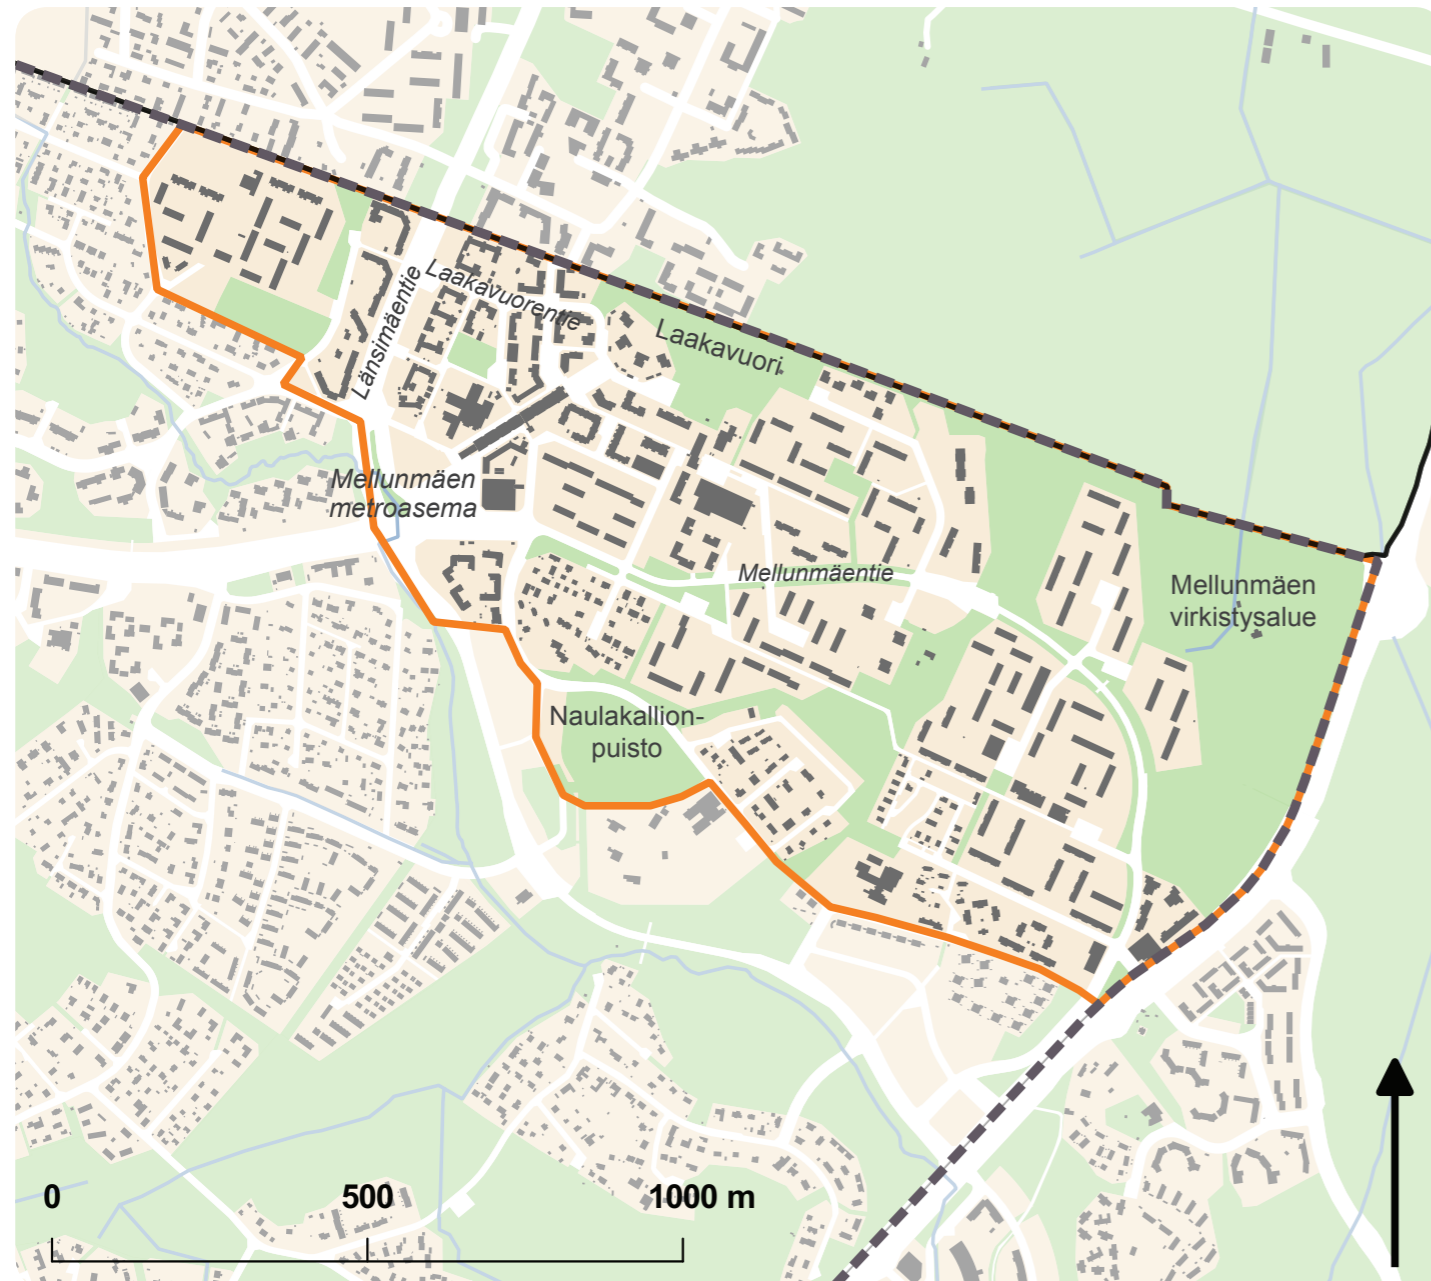 Länsimäentie
Laakavuorentie
Laakavuori
Mellunmäen
metroasema
Mellunmäentie
Mellunmäen
virkistysalue
Naulakallion-
puisto
0 500 1000 m